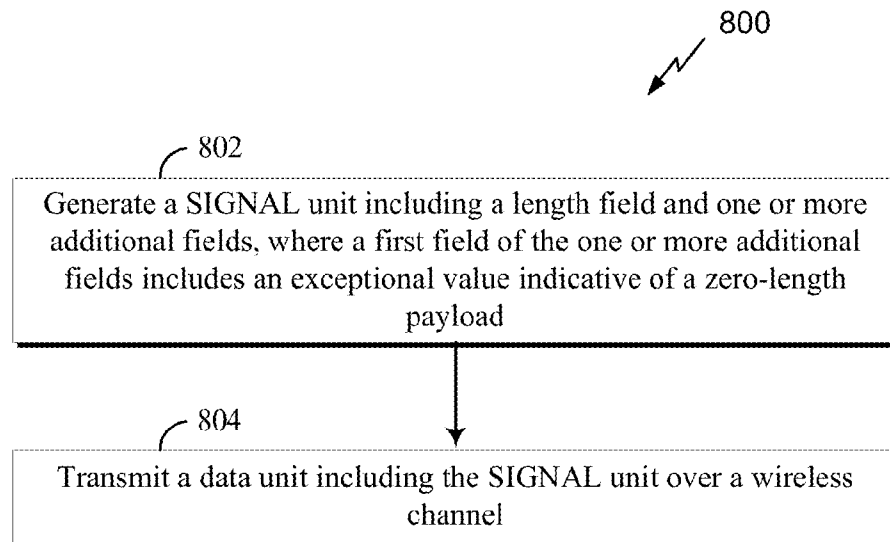 800
802
Generate a SIGNAL unit including a length field and one or more
additional fields, where a first field of the one or more additional
fields includes an exceptional value indicative of a zero-length
payload
804
Transmit a data unit including the SIGNAL unit over a wireless
channel